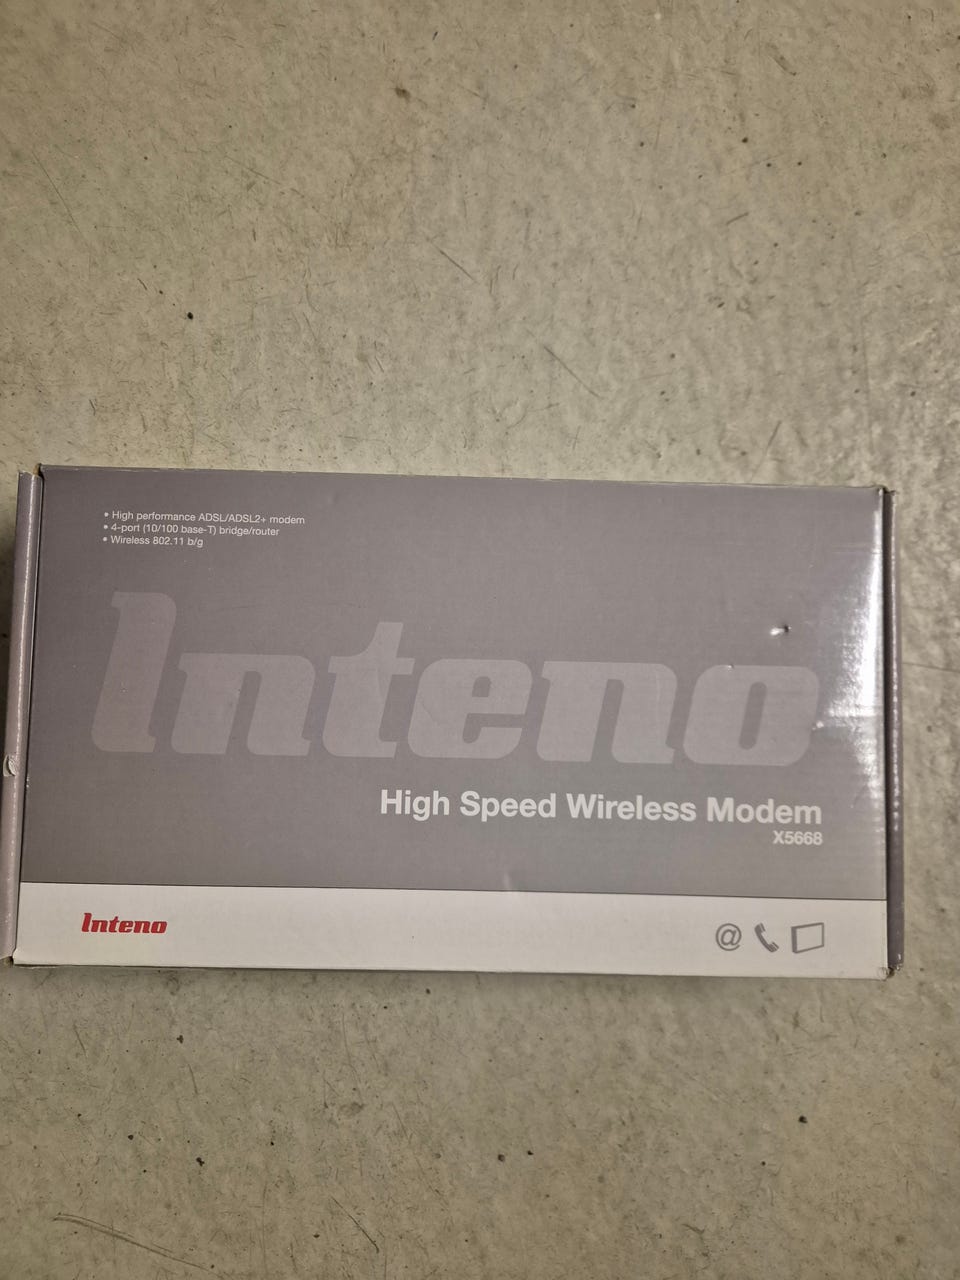 • High performance ADSL/ADSL2+ modem
• 4-port (10/100 base-T) bridge/router
• Wireless 802.11 b/g
Inteno
High Speed Wireless Modem
X5668
Inteno
@